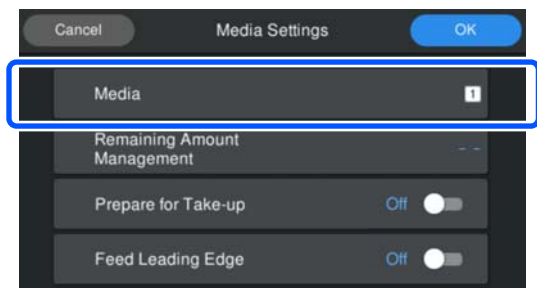 Cancel Media Settings OK
Media 1
Remaining Amount
Management - -
Prepare for Take-up Off
Feed Leading Edge Off